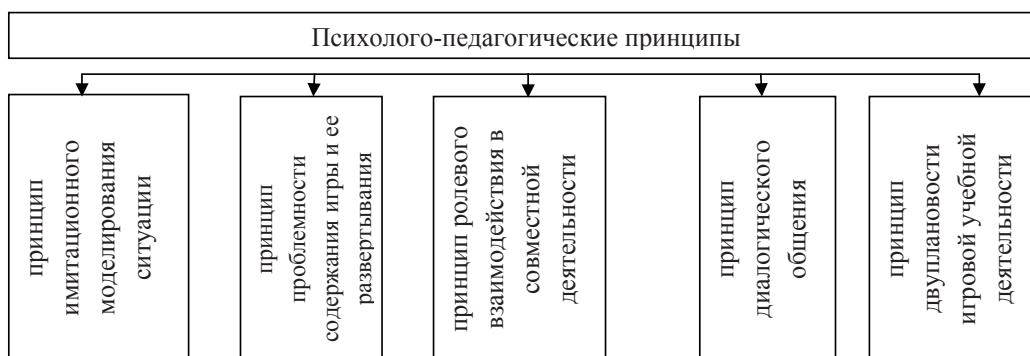 Психолого-педагогические принципы
принцип
имитационного
моделирования
ситуации
принцип
проблемности
содержания игры и ее
развертывания
принцип ролевого
взаимодействия в
совместной
деятельности
принцип
диалогического
общения
принцип
двуплановости
игровой учебной
деятельности